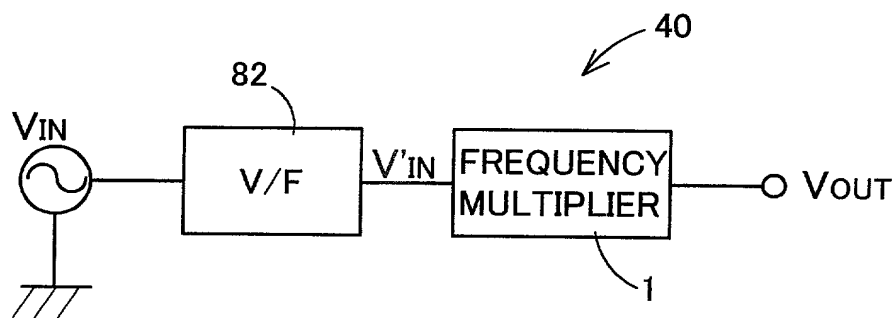 40
82
VIN
V/F
V'IN
FREQUENCY
MULTIPLIER
VOUT
1